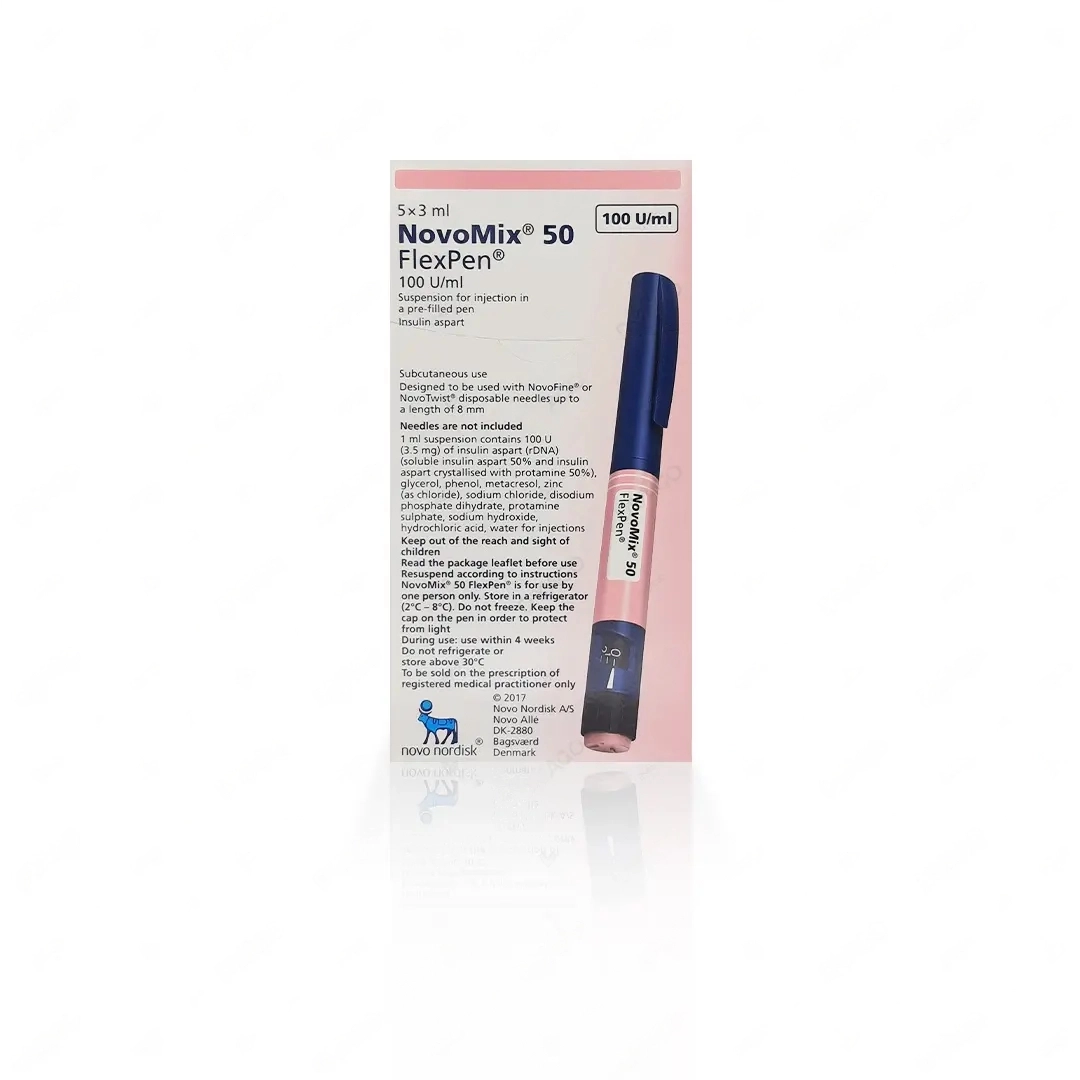 5×3 ml
NovoMix® 50
FlexPen®
100 U/ml
100 U/ml
Suspension for injection in
a pre-filled pen
Insulin aspart
Subcutaneous use
Designed to be used with NovoFine® or
NovoTwist® disposable needles up to
a length of 8 mm
Needles are not included
1 ml suspension contains 100 U
(3.5 mg) of insulin aspart (rDNA)
(soluble insulin aspart 50% and insulin
aspart crystallised with protamine 50%),
glycerol, phenol, metacresol, zinc
(as chloride), sodium chloride, disodium
phosphate dihydrate, protamine
sulphate, sodium hydroxide,
hydrochloric acid, water for injections
Keep out of the reach and sight of
children
Read the package leaflet before use
Resuspend according to instructions
NovoMix® 50 FlexPen® is for use by
one person only. Store in a refrigerator
(2°C – 8°C). Do not freeze. Keep the
cap on the pen in order to protect
from light
During use: use within 4 weeks
Do not refrigerate or
store above 30°C
To be sold on the prescription of
registered medical practitioner only
© 2017
Novo Nordisk A/S
Novo Allé
DK-2880
Bagsværd
Denmark
novo nordisk®
NovoMix® 50
FlexPen®